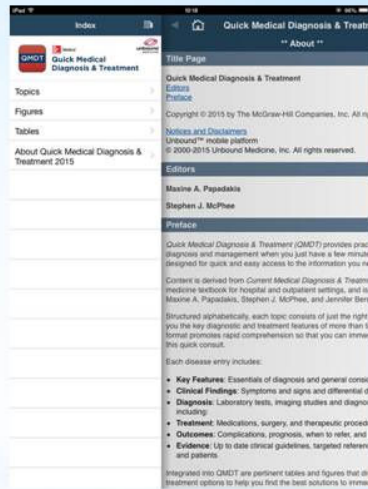 iPad
10:18
Index
QMDT
Quick Medical
Diagnosis & Treatment
unbound
Topics
Figures
Tables
About Quick Medical Diagnosis &
Treatment 2015
Quick Medical Diagnosis & Treatm
** About **
Title Page
Quick Medical Diagnosis & Treatment
Editors
Preface
Copyright © 2015 by The McGraw-Hill Companies, Inc. All rig
Notices and Disclaimers
Unbound™ mobile platform
© 2000-2015 Unbound Medicine, Inc. All rights reserved.
Editors
Maxine A. Papadakis
Stephen J. McPhee
Preface
Quick Medical Diagnosis & Treatment (QMDT) provides prac
diagnosis and management when you just have a few minute
designed for quick and easy access to the information you ne
Content is derived from Current Medical Diagnosis & Treatm
medicine textbook for hospital and outpatient settings, and is
Maxine A. Papadakis, Stephen J. McPhee, and Jennifer Ber
Structured alphabetically, each topic consists of just the right
you the key diagnostic and treatment features of more than
format promotes rapid comprehension so that you can immed
this quick consult.
Each disease entry includes:
• Key Features: Essentials of diagnosis and general consid
• Clinical Findings: Symptoms and signs and differential d
• Diagnosis: Laboratory tests, imaging studies and diagnos
including:
• Treatment: Medications, surgery, and therapeutic procedu
• Outcomes: Complications, prognosis, when to refer, and
• Evidence: Up to date clinical guidelines, targeted referenc
and patients
Integrated into QMDT are pertinent tables and figures that di
treatment options to help you find the best solutions to imme